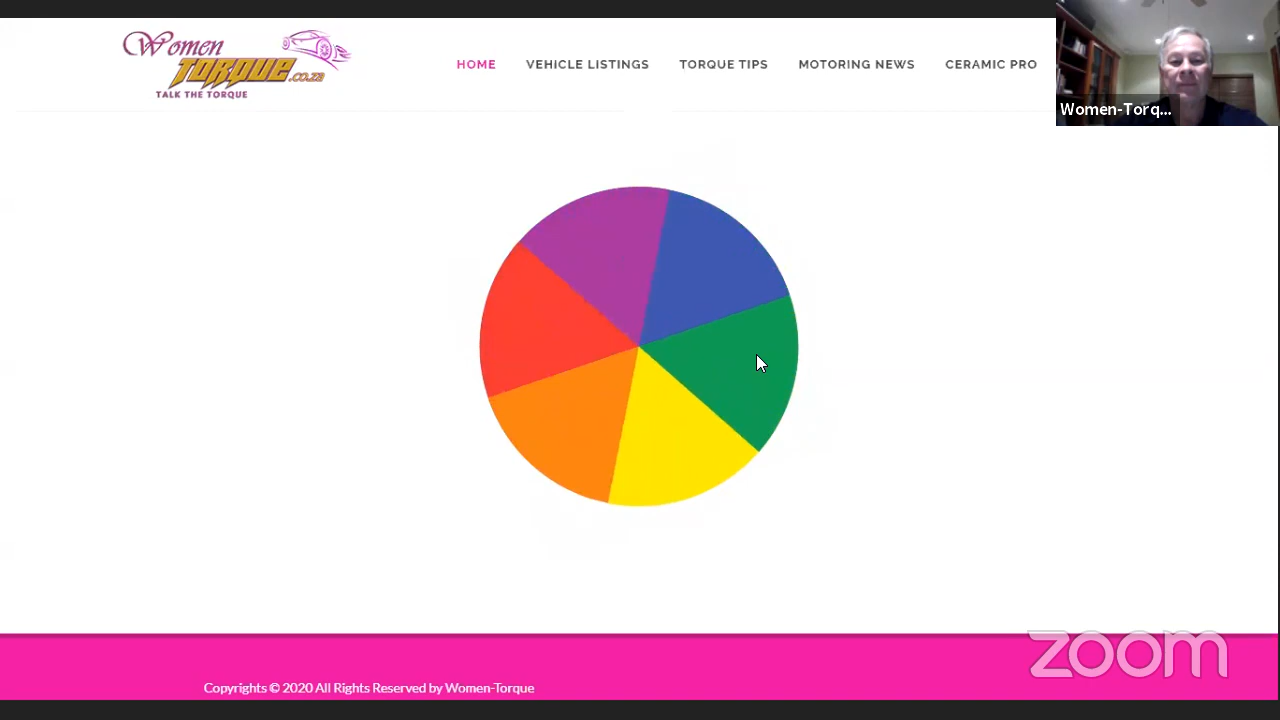 Women
TORQUE.co.za
TALK THE TORQUE
HOME VEHICLE LISTINGS TORQUE TIPS MOTORING NEWS CERAMIC PRO
Women-Torq...
zoom
Copyrights © 2020 All Rights Reserved by Women-Torque